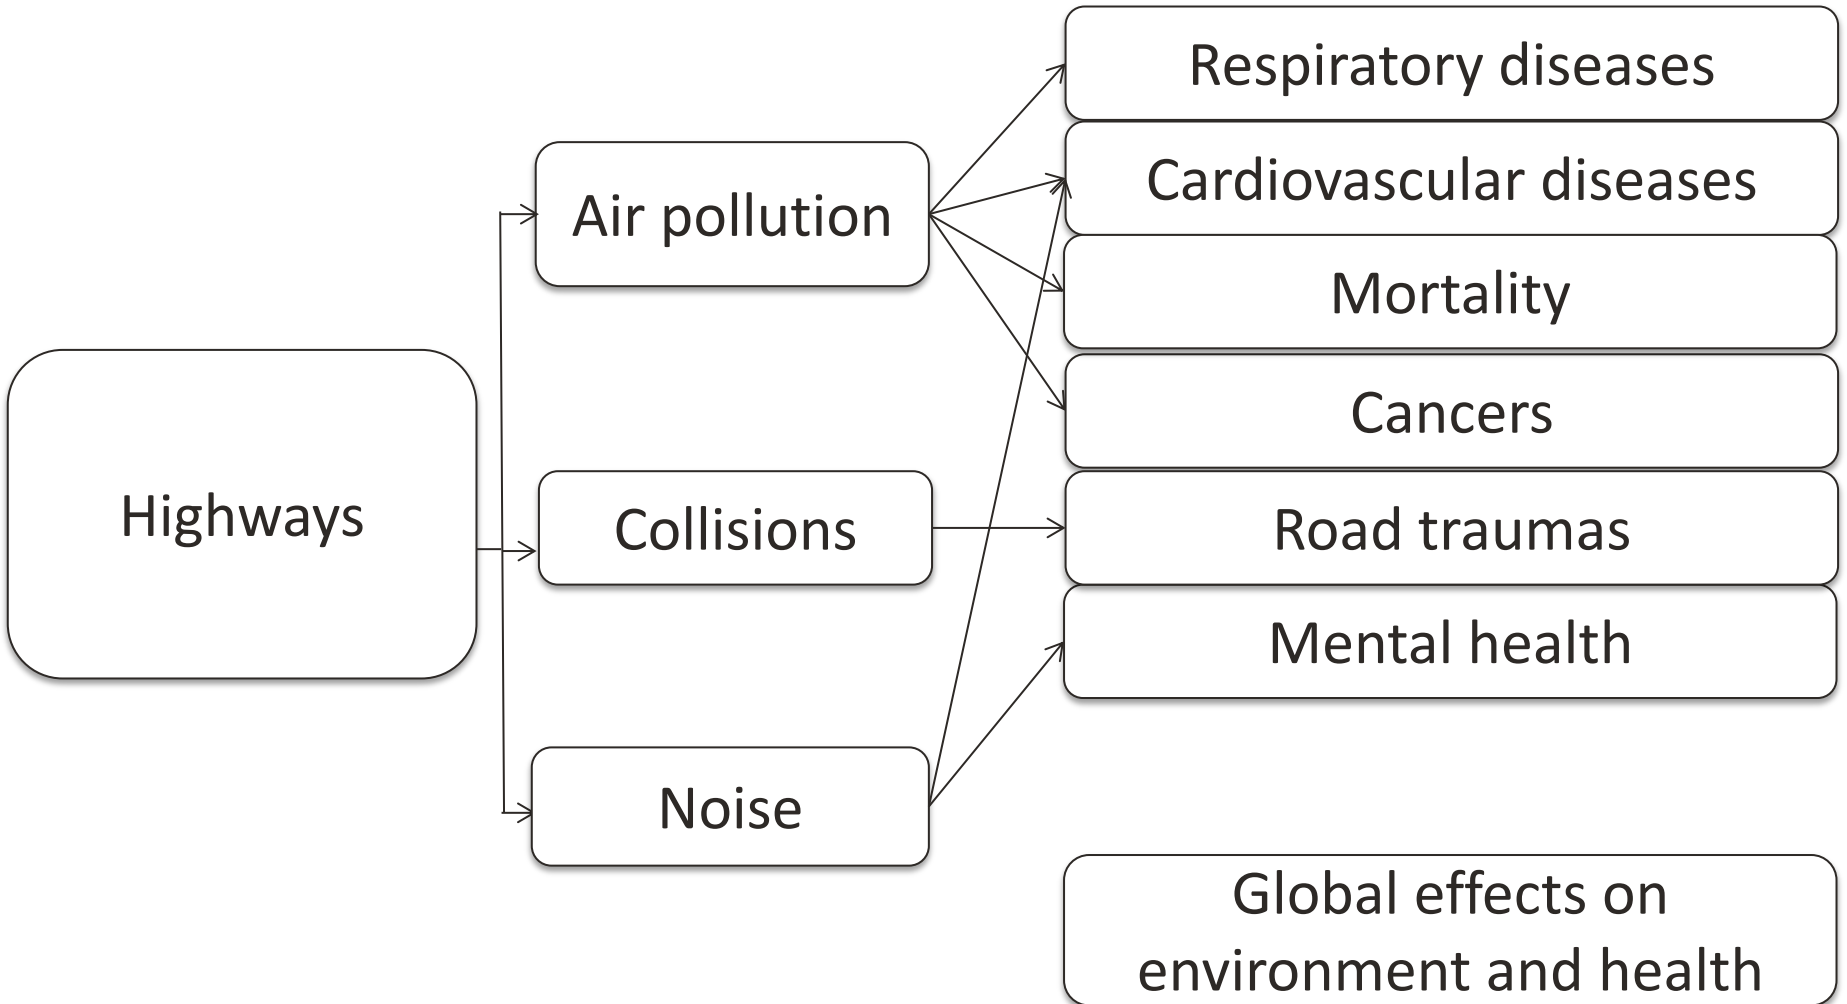 Highways
Air pollution
Collisions
Noise
Respiratory diseases
Cardiovascular diseases
Mortality
Cancers
Road traumas
Mental health
Global effects on
environment and health